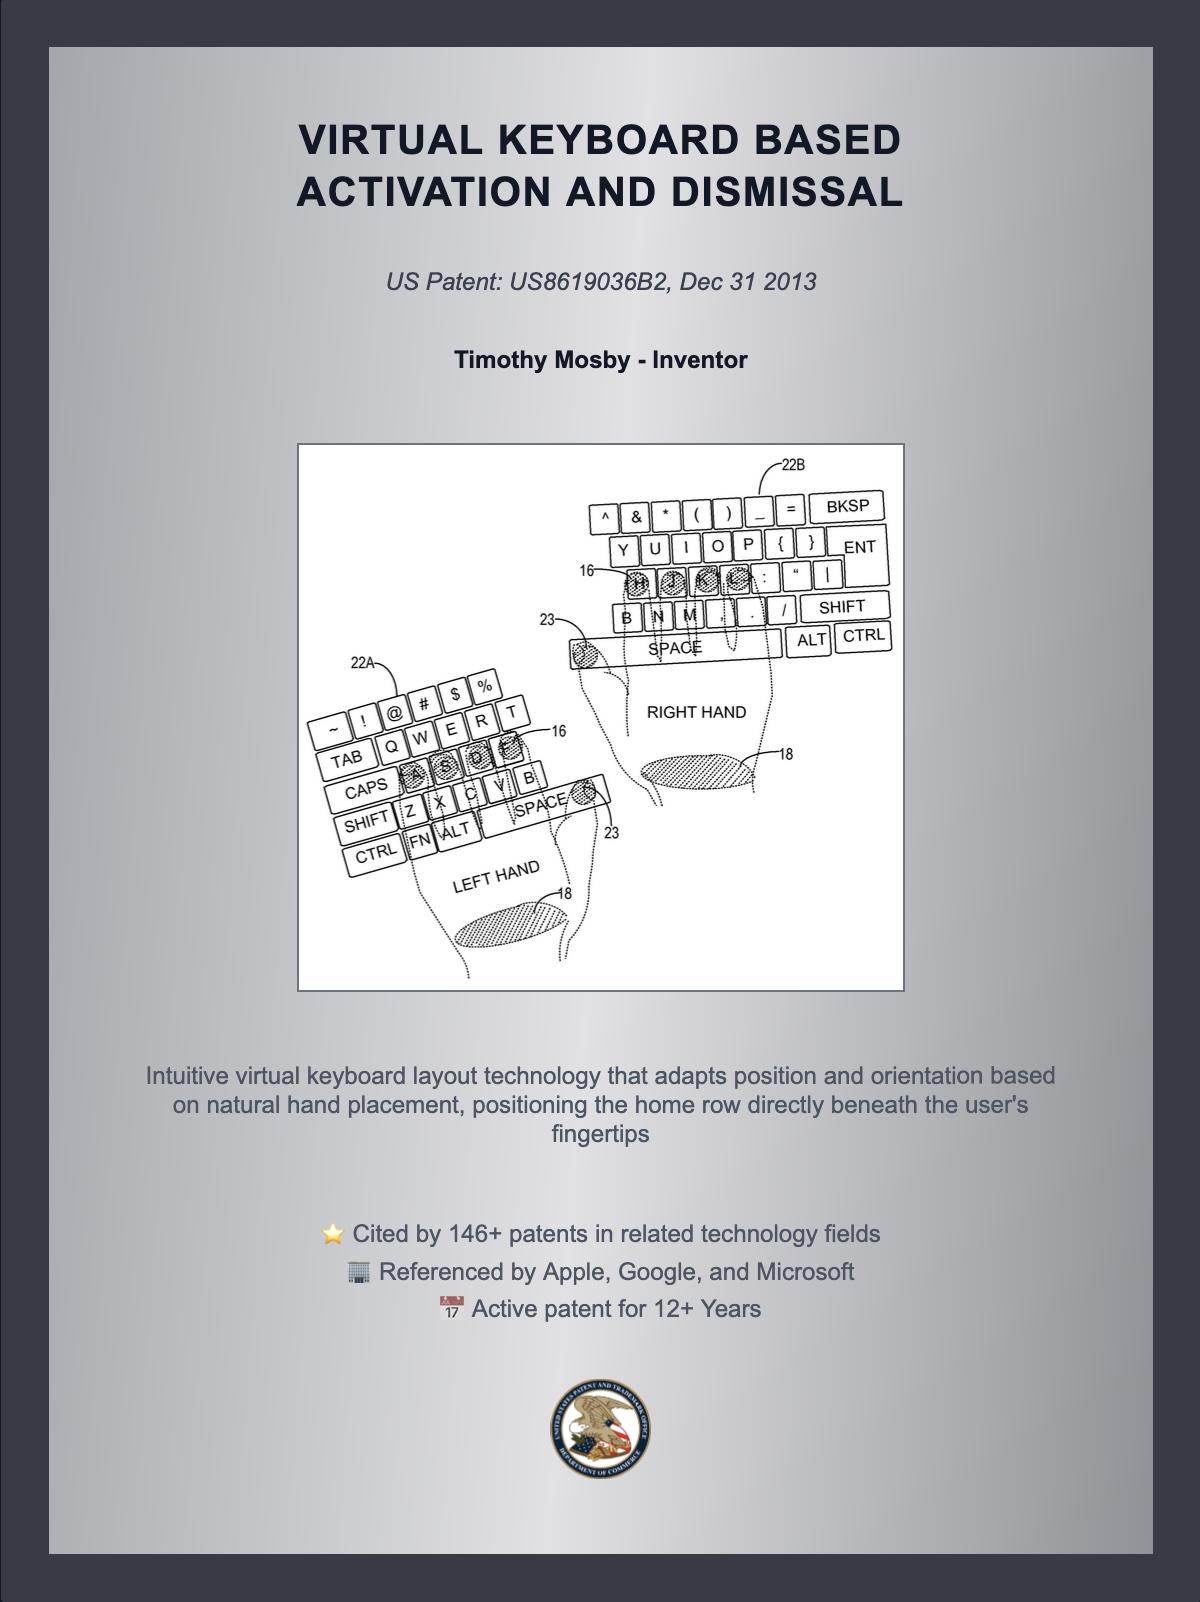 VIRTUAL KEYBOARD BASED
ACTIVATION AND DISMISSAL
US Patent: US8619036B2, Dec 31 2013
Timothy Mosby - Inventor
22B
^ & * ( ) _ = BKSP
Y U I O P { } ENT
16
H J K L : “ |
B N M , . / SHIFT
23
SPACE ALT CTRL
RIGHT HAND
18
22A
~ ! @ # $ %
TAB Q W E R T
16
CAPS A S D F
SHIFT Z X C V B
CTRL FN ALT SPACE
23
LEFT HAND
18
Intuitive virtual keyboard layout technology that adapts position and orientation based
on natural hand placement, positioning the home row directly beneath the user's
fingertips
⭐ Cited by 146+ patents in related technology fields
🏢 Referenced by Apple, Google, and Microsoft
📅 Active patent for 12+ Years
UNITED STATES PATENT AND TRADEMARK OFFICE
DEPARTMENT OF COMMERCE